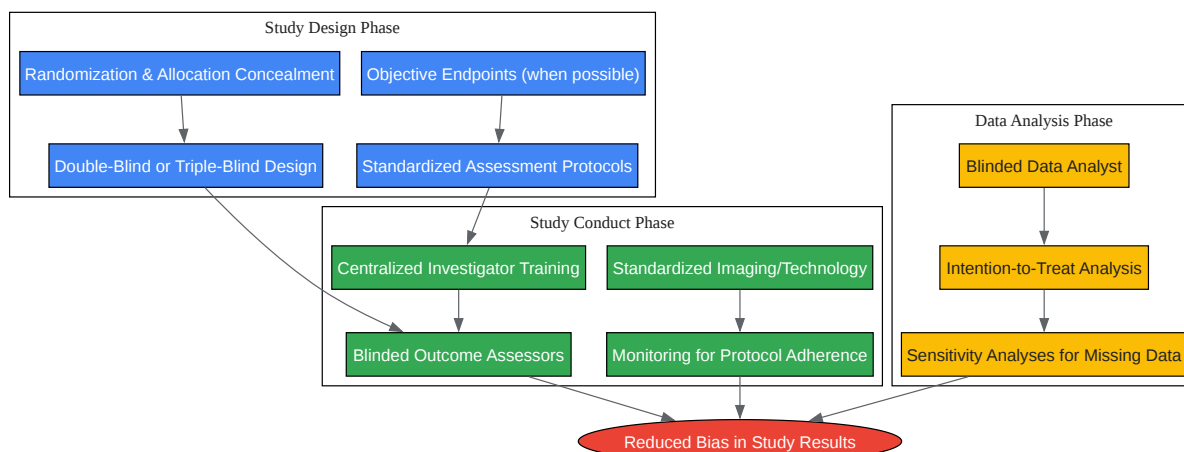 Study Design Phase
Randomization & Allocation Concealment
Objective Endpoints (when possible)
Double-Blind or Triple-Blind Design
Standardized Assessment Protocols
Study Conduct Phase
Centralized Investigator Training
Standardized Imaging/Technology
Blinded Outcome Assessors
Monitoring for Protocol Adherence
Data Analysis Phase
Blinded Data Analyst
Intention-to-Treat Analysis
Sensitivity Analyses for Missing Data
Reduced Bias in Study Results